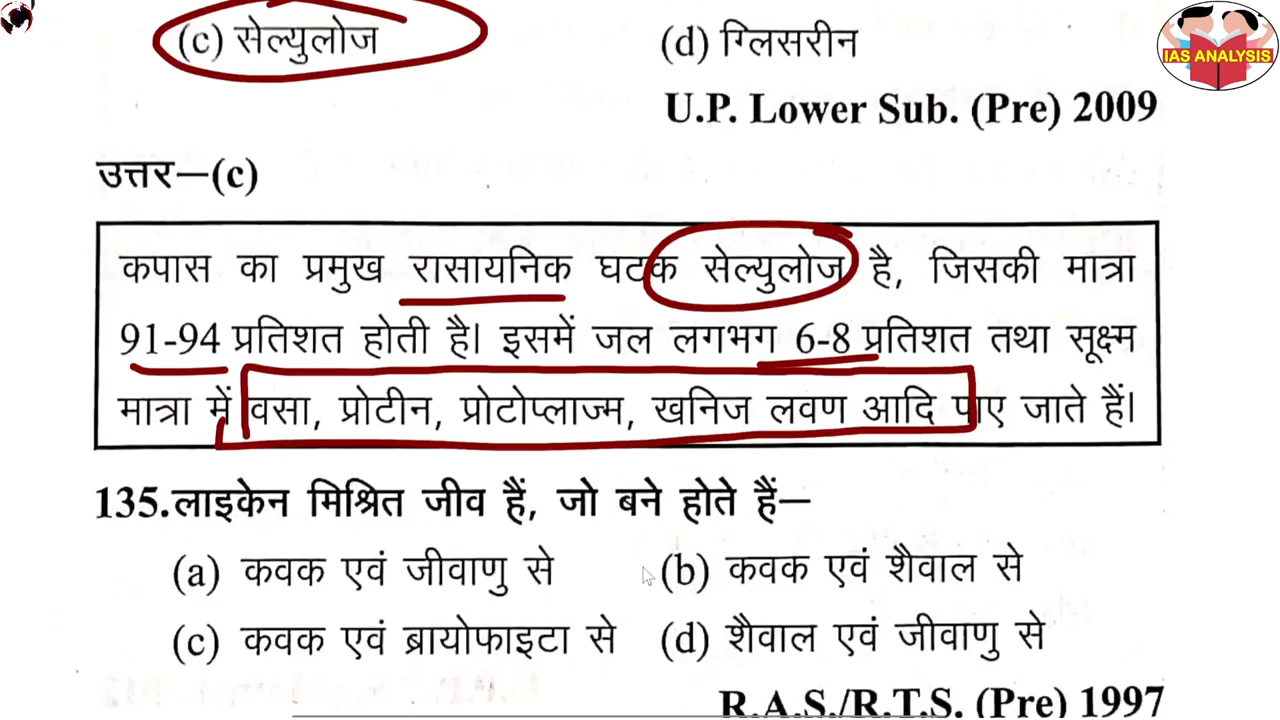 (c) सेल्युलोज (d) ग्लिसरीन
IAS ANALYSIS
U.P. Lower Sub. (Pre) 2009
उत्तर—(c)
कपास का प्रमुख रासायनिक घटक सेल्युलोज है, जिसकी मात्रा
91-94 प्रतिशत होती है। इसमें जल लगभग 6-8 प्रतिशत तथा सूक्ष्म
मात्रा में वसा, प्रोटीन, प्रोटोप्लाज्म, खनिज लवण आदि पाए जाते हैं।
135.लाइकेन मिश्रित जीव हैं, जो बने होते हैं—
(a) कवक एवं जीवाणु से (b) कवक एवं शैवाल से
(c) कवक एवं ब्रायोफाइटा से (d) शैवाल एवं जीवाणु से
R.A.S./R.T.S. (Pre) 1997